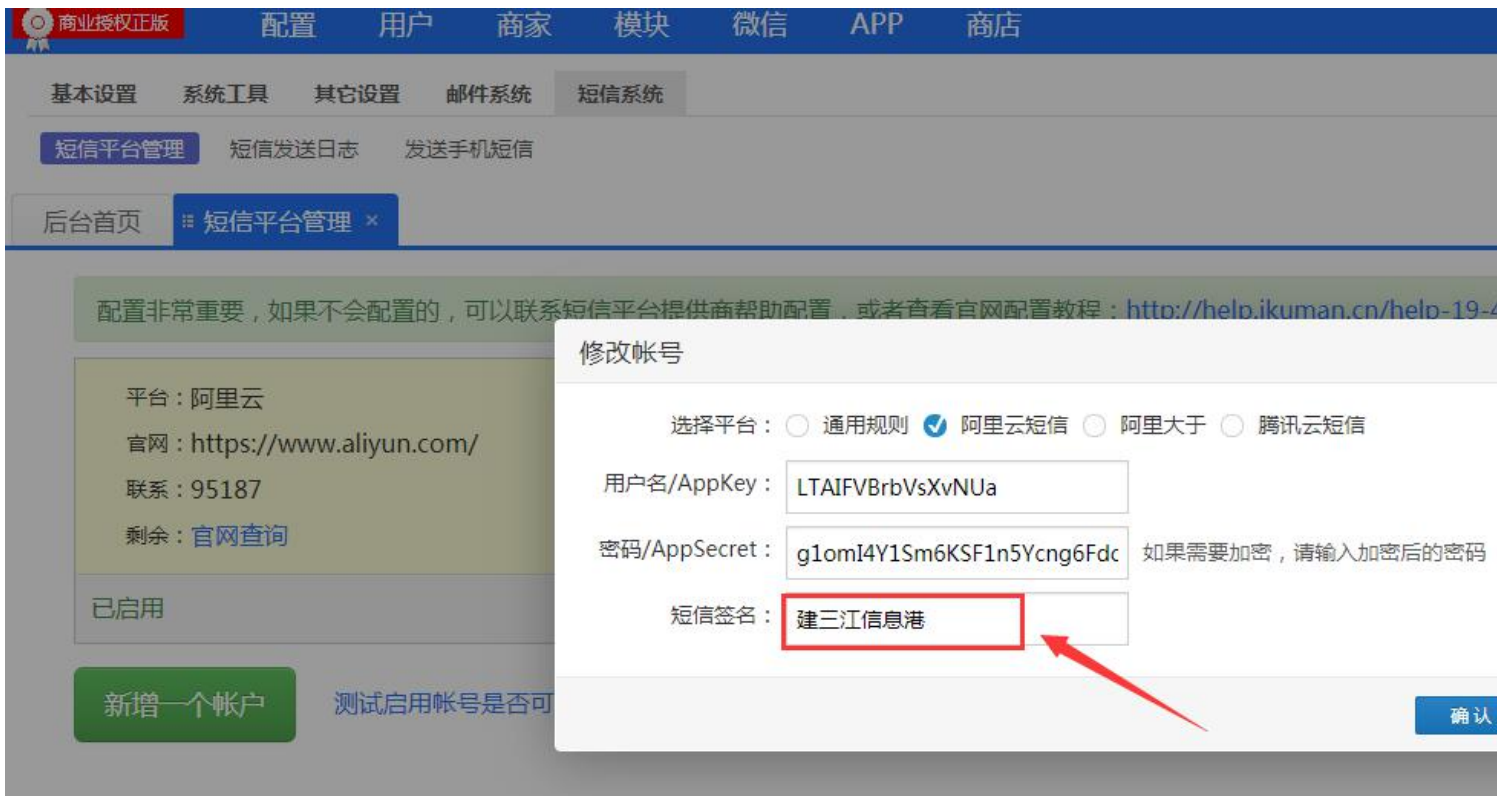 商业授权正版 配置 用户 商家 模块 微信 APP 商店
基本设置 系统工具 其它设置 邮件系统 短信系统
短信平台管理 短信发送日志 发送手机短信
后台首页 短信平台管理 ×
配置非常重要，如果不会配置的，可以联系短信平台提供商帮助配置，或者查看官网配置教程：http://help.ikuman.cn/help-19-4
修改帐号
平台：阿里云
官网：https://www.aliyun.com/
联系：95187
剩余：官网查询
已启用
新增一个帐户 测试启用帐号是否可
选择平台： 通用规则 阿里云短信 阿里大于 腾讯云短信
用户名/AppKey： LTAIFVBrbVsXvNUa
密码/AppSecret： g1omI4Y1Sm6KSF1n5Ycng6Fdc 如果需要加密，请输入加密后的密码
短信签名： 建三江信息港
确认